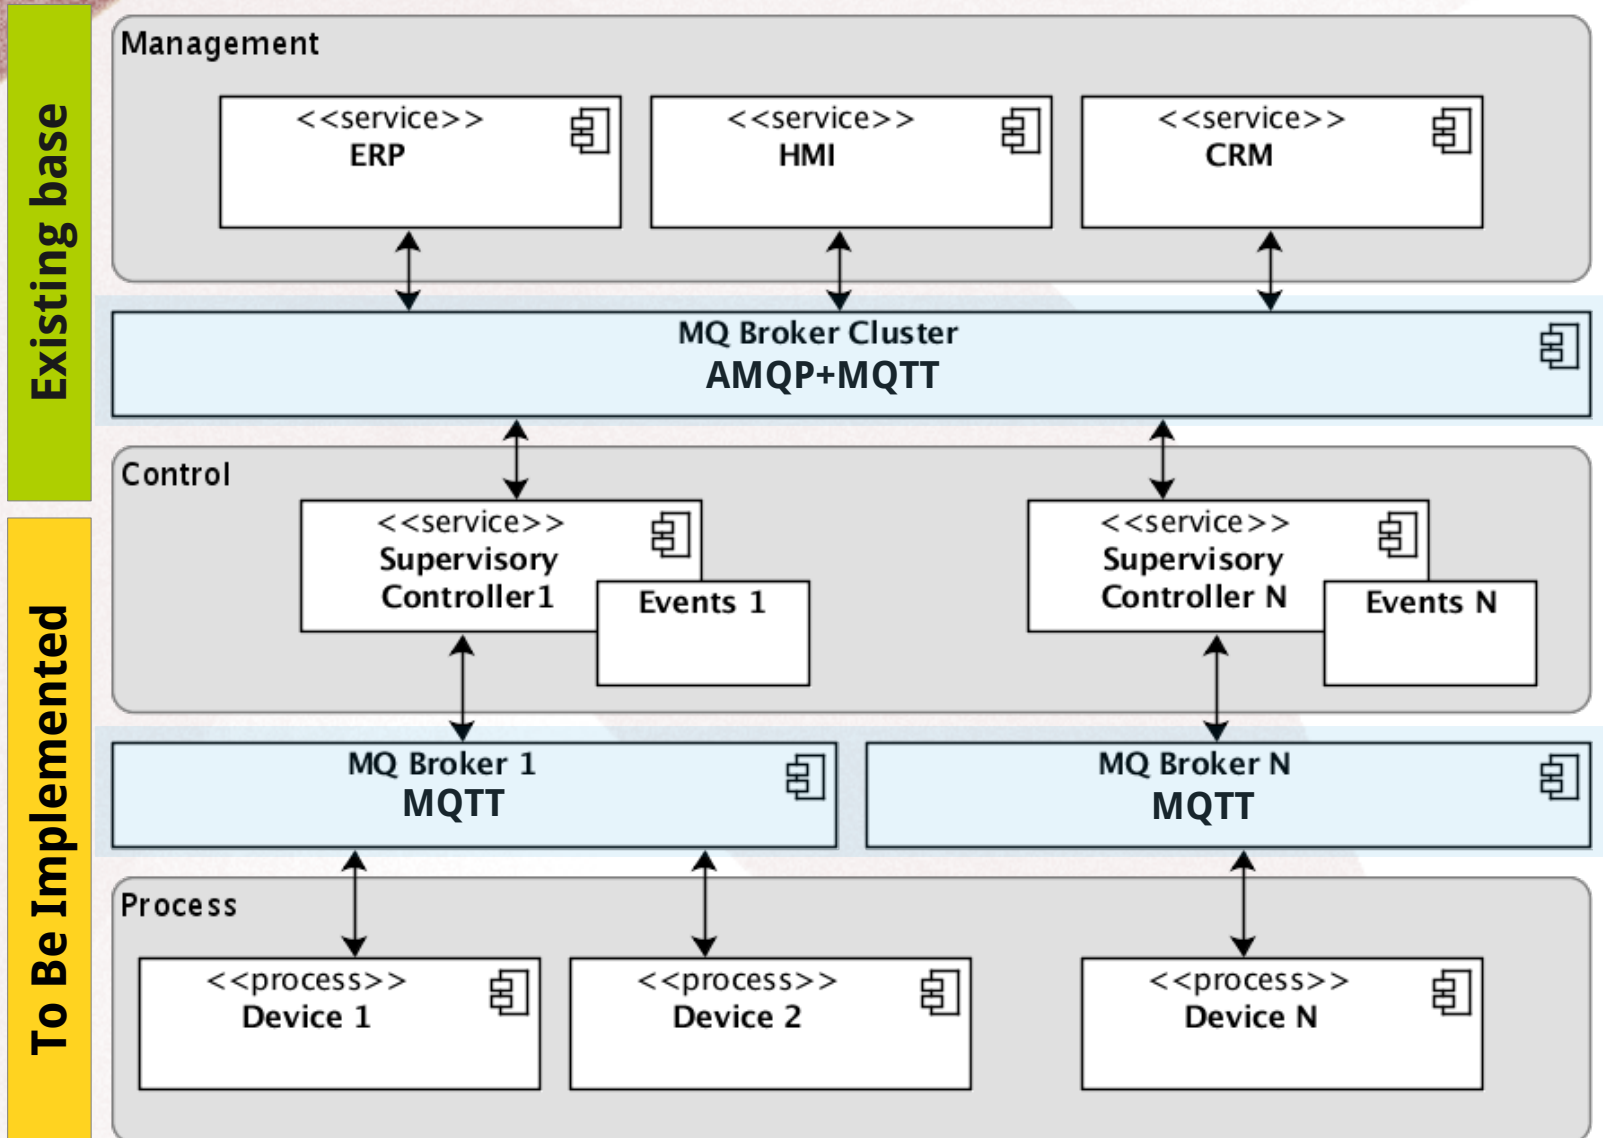 Existing base
Management
<<service>>
ERP
<<service>>
HMI
<<service>>
CRM
MQ Broker Cluster
AMQP+MQTT
To Be Implemented
Control
<<service>>
Supervisory
Controller1
Events 1
<<service>>
Supervisory
Controller N
Events N
MQ Broker 1
MQTT
MQ Broker N
MQTT
Process
<<process>>
Device 1
<<process>>
Device 2
<<process>>
Device N